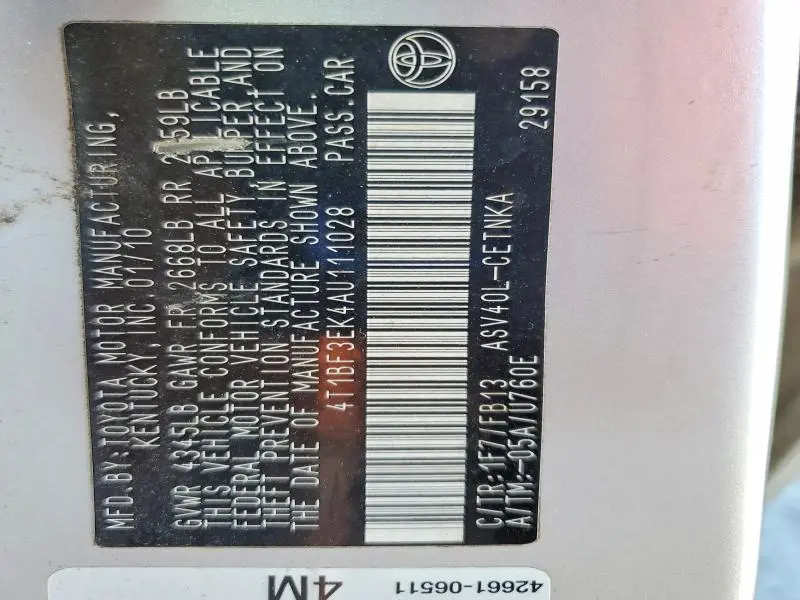 MFD.BY:TOYOTA MOTOR MANUFACTURING,
KENTUCKY, INC.01/10
GVWR 4345LB GAWR FR 2668LB RR
THIS VEHICLE CONFORMS TO ALL APPLICABLE
FEDERAL MOTOR VEHICLE SAFETY, BUMPER, AND
THEFT PREVENTION STANDARDS IN EFFECT ON
THE DATE OF MANUFACTURE SHOWN ABOVE.
4T1BF3EK4AU111028 PASS.CAR
C/TR:1F7/FB13 ASV40L-CETNKA
A/TM:-05A/U760E 29158
4M
42661-06511